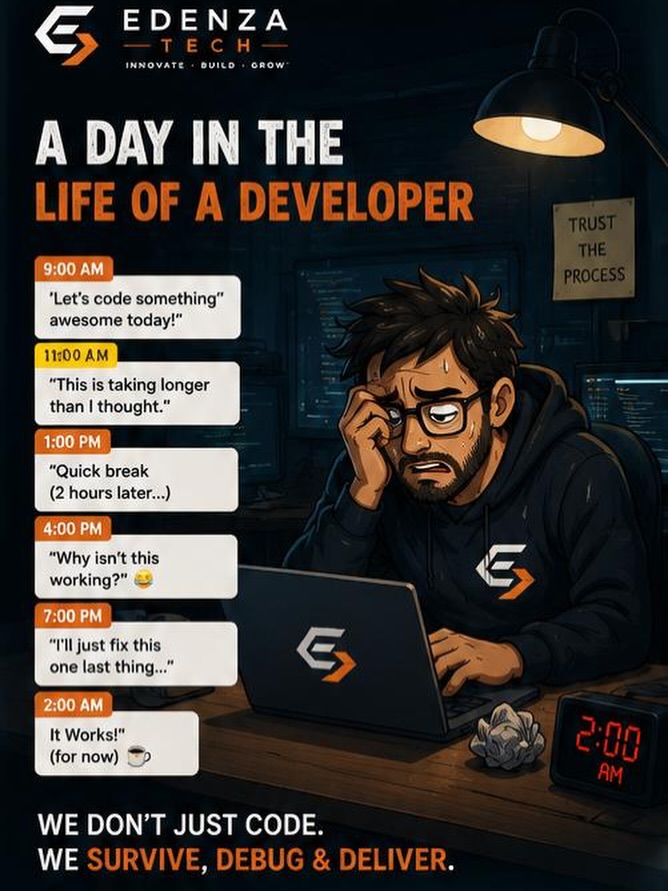 EDENZA
TECH
INNOVATE · BUILD · GROW
A DAY IN THE
LIFE OF A DEVELOPER
TRUST
THE
PROCESS
9:00 AM
'Let's code something"
awesome today!"
11:00 AM
"This is taking longer
than I thought."
1:00 PM
"Quick break
(2 hours later...)
4:00 PM
"Why isn't this
working?" 😂
7:00 PM
"I'll just fix this
one last thing..."
2:00 AM
It Works!"
(for now) ☕
2:00
AM
WE DON'T JUST CODE.
WE SURVIVE, DEBUG & DELIVER.